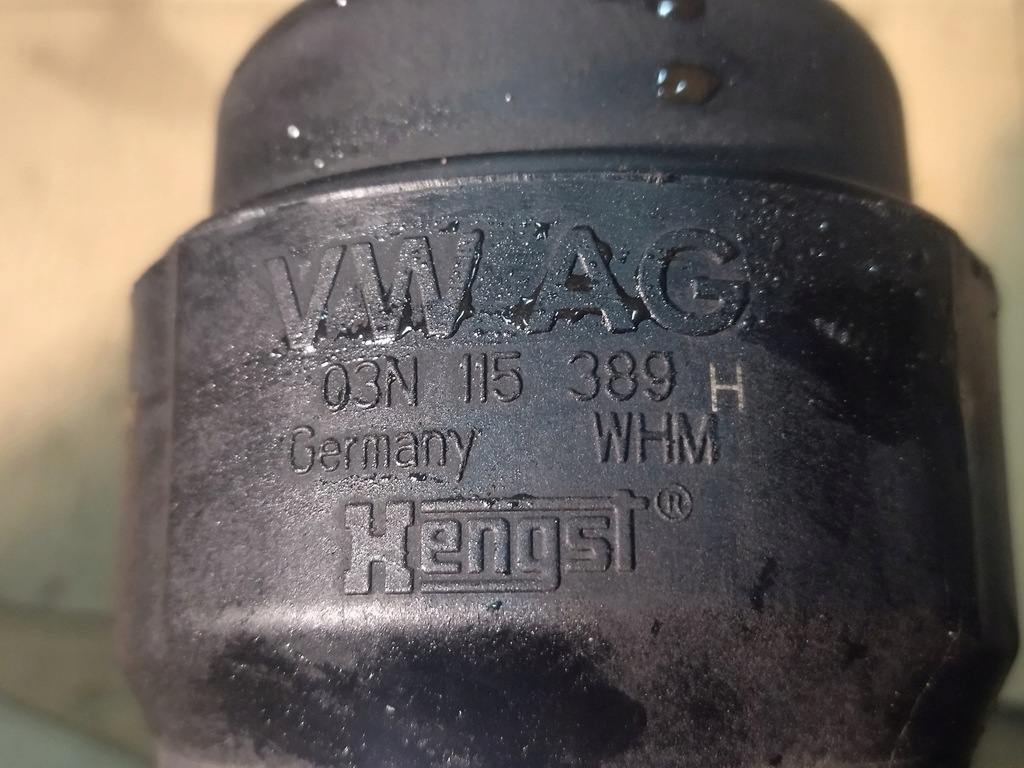 VW AG
03N 115 389 H
Germany WHM
Hengst®